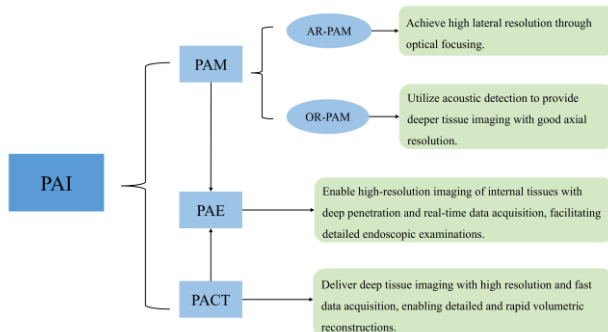 AR-PAM
Achieve high lateral resolution through
optical focusing.
PAM
OR-PAM
Utilize acoustic detection to provide
deeper tissue imaging with good axial
resolution.
PAI
PAE
Enable high-resolution imaging of internal tissues with
deep penetration and real-time data acquisition, facilitating
detailed endoscopic examinations.
PACT
Deliver deep tissue imaging with high resolution and fast
data acquisition, enabling detailed and rapid volumetric
reconstructions.